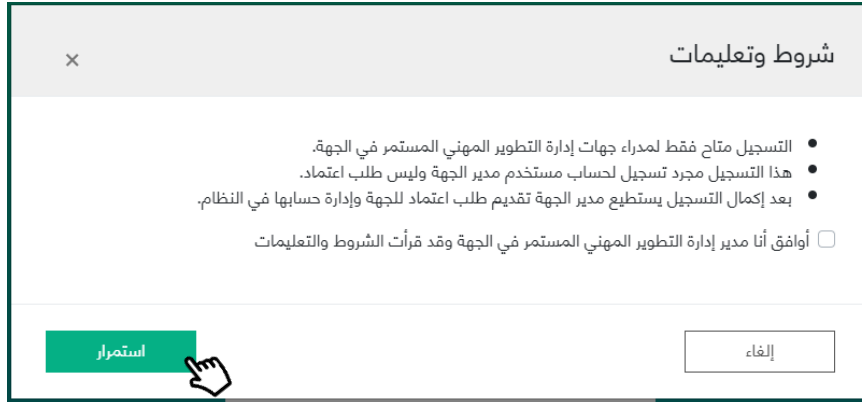 شروط وتعليمات
×
● التسجيل متاح فقط لمدراء جهات إدارة التطوير المهني المستمر في الجهة.
● هذا التسجيل مجرد تسجيل لحساب مستخدم مدير الجهة وليس طلب اعتماد.
● بعد إكمال التسجيل يستطيع مدير الجهة تقديم طلب اعتماد للجهة وإدارة حسابها في النظام.
أوافق أنا مدير إدارة التطوير المهني المستمر في الجهة وقد قرأت الشروط والتعليمات
إلغاء
استمرار